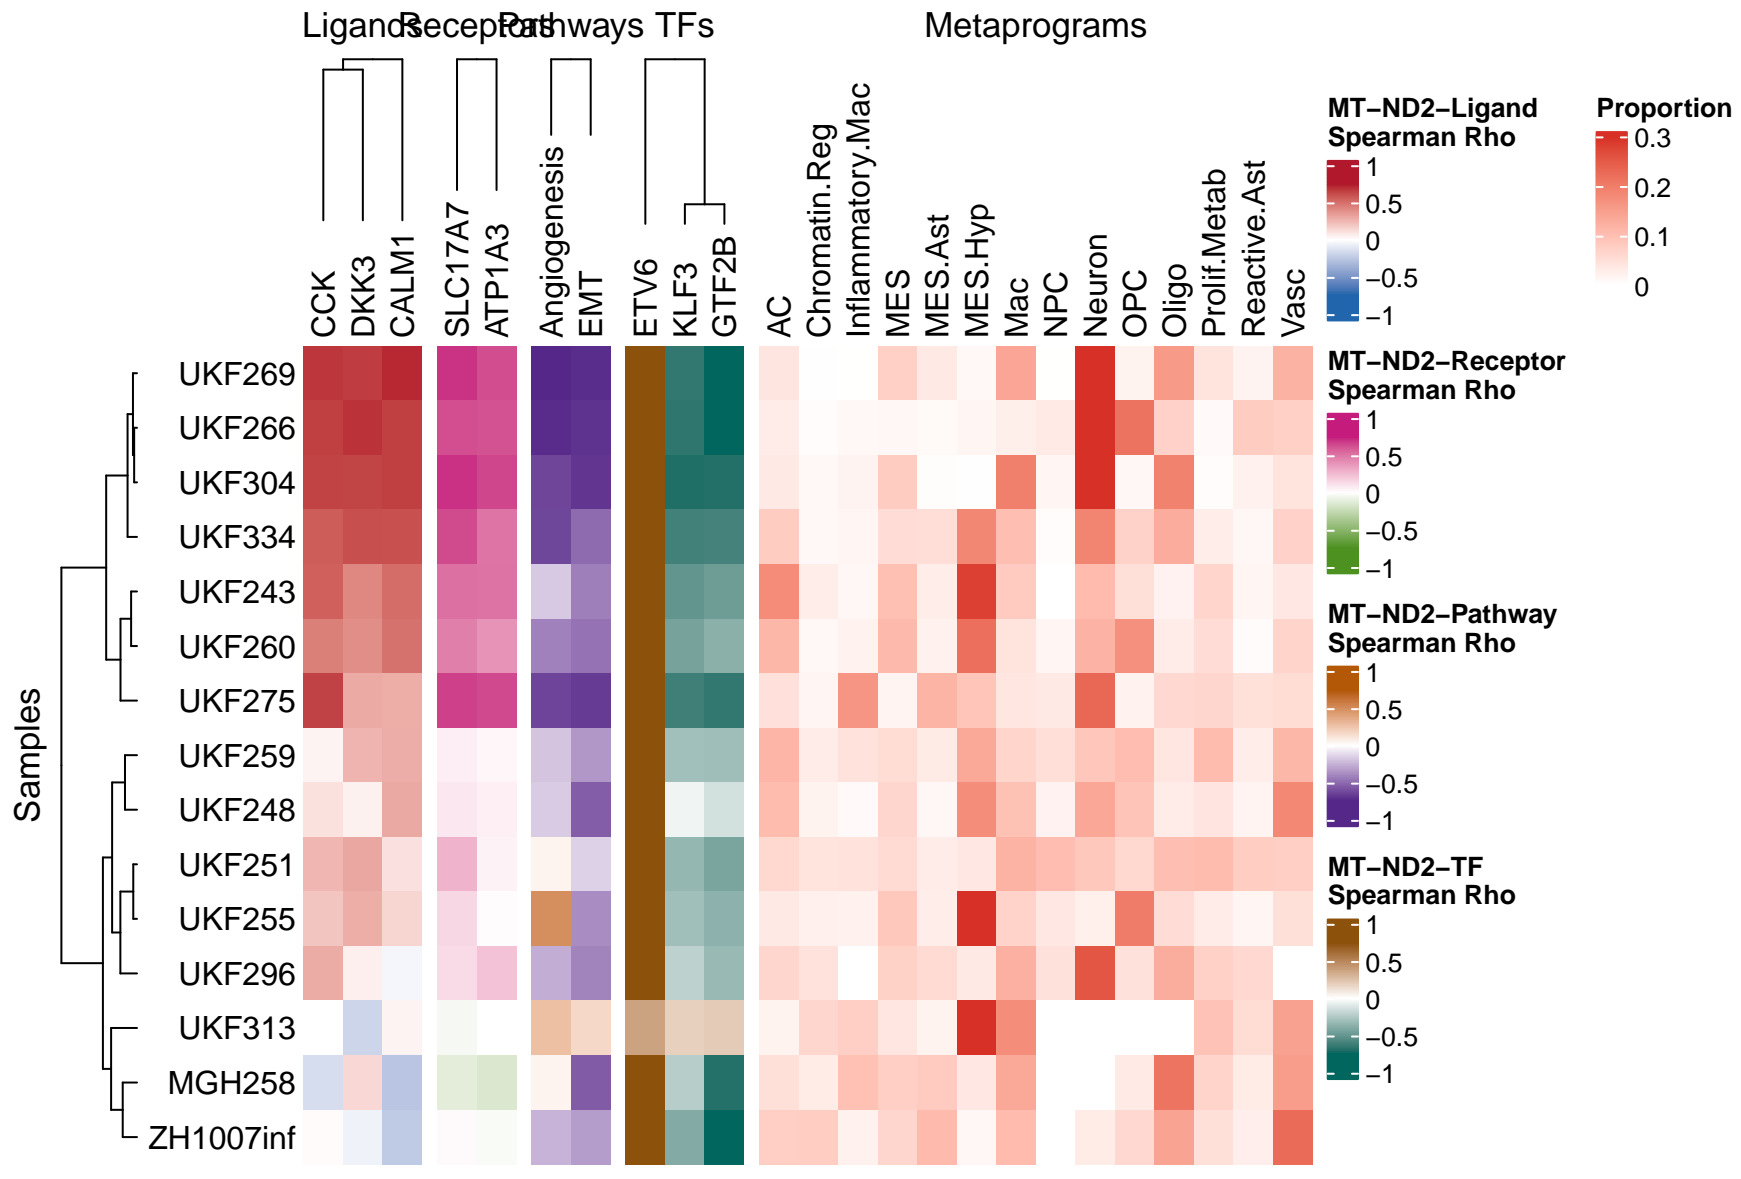 Ligands Receptors Pathways TFs Metaprograms
CCK
DKK3
CALM1
SLC17A7
ATP1A3
Angiogenesis
EMT
ETV6
KLF3
GTF2B
AC
Chromatin.Reg
Inflammatory.Mac
MES
MES.Ast
MES.Hyp
Mac
NPC
Neuron
OPC
Oligo
Prolif.Metab
Reactive.Ast
Vasc
Samples
UKF269
UKF266
UKF304
UKF334
UKF243
UKF260
UKF275
UKF259
UKF248
UKF251
UKF255
UKF296
UKF313
MGH258
ZH1007inf
MT−ND2−Ligand
Spearman Rho
1
0.5
0
−0.5
−1
MT−ND2−Receptor
Spearman Rho
1
0.5
0
−0.5
−1
MT−ND2−Pathway
Spearman Rho
1
0.5
0
−0.5
−1
MT−ND2−TF
Spearman Rho
1
0.5
0
−0.5
−1
Proportion
0.3
0.2
0.1
0